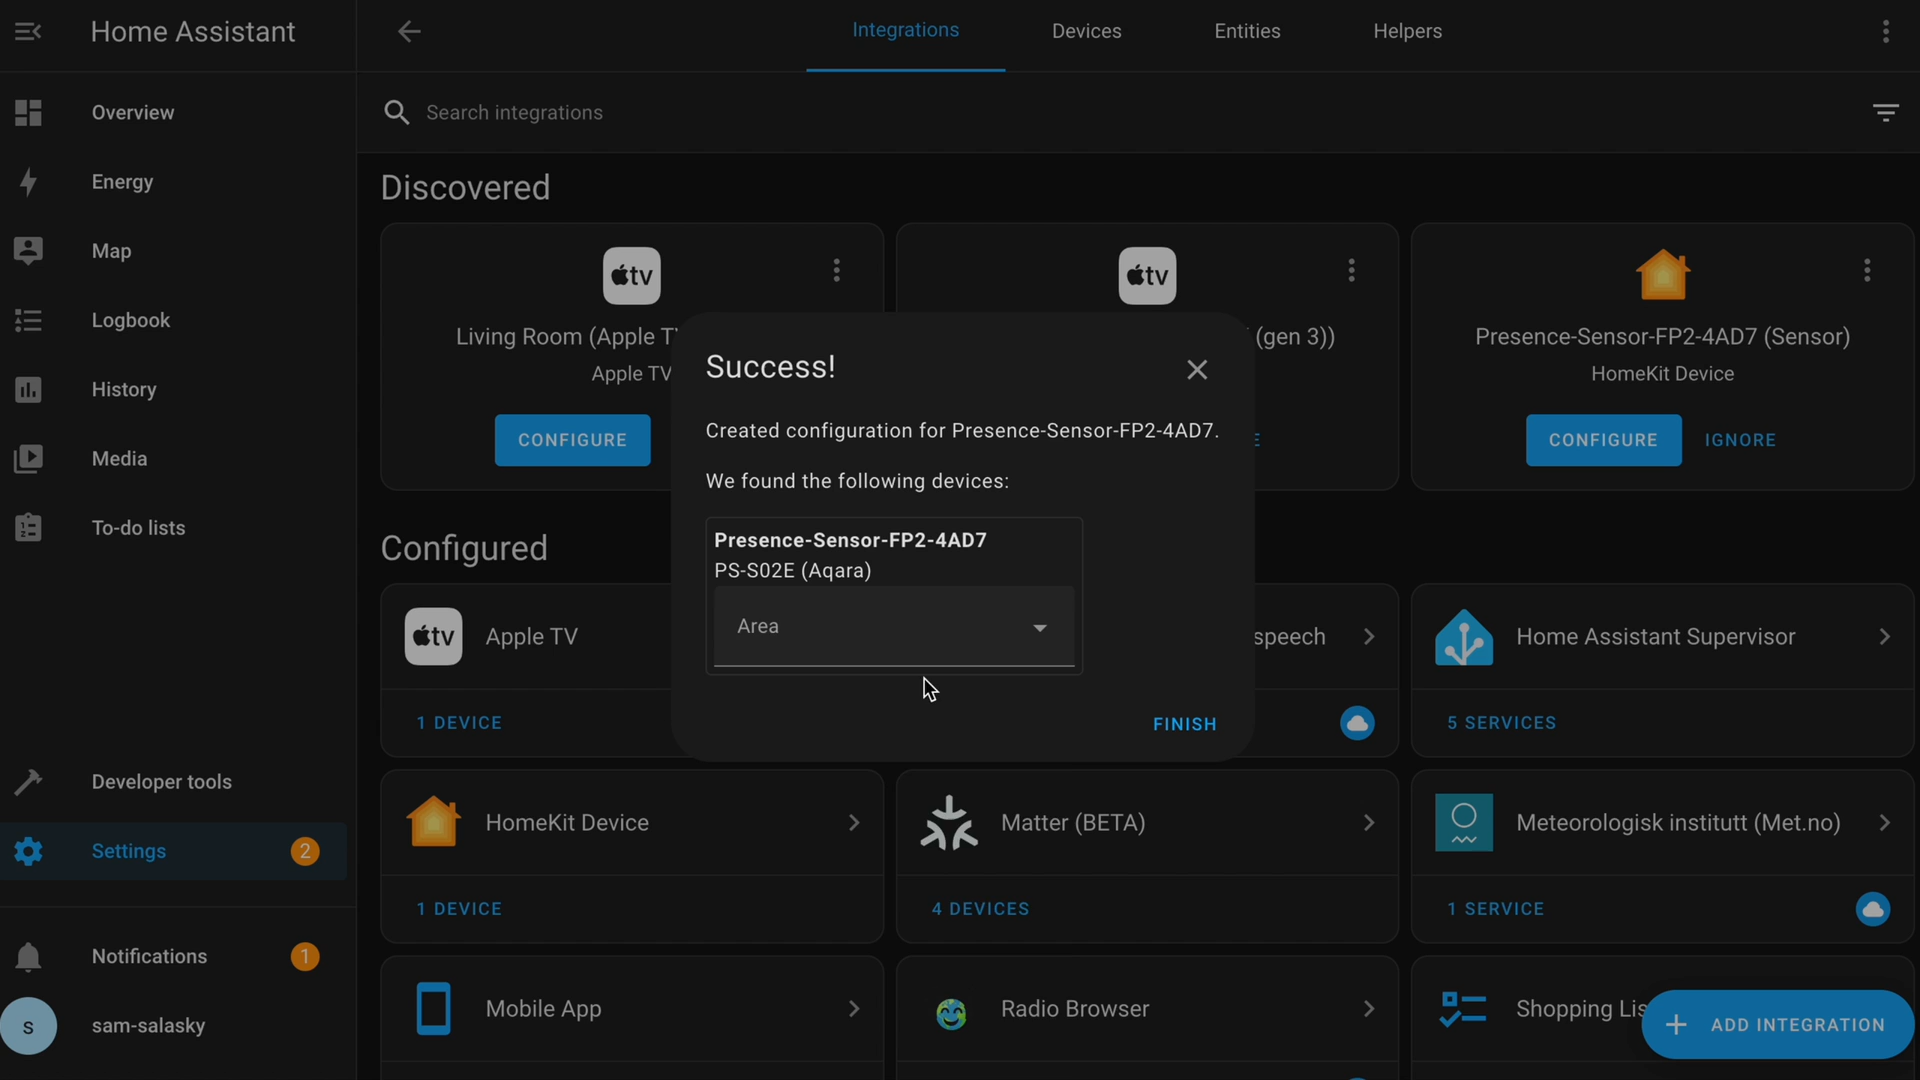 Home Assistant
Integrations
Devices
Entities
Helpers
Overview
Energy
Map
Logbook
History
Media
To-do lists
Developer tools
Settings
2
Notifications
1
s
sam-salasky
Search integrations
Discovered
tv
Living Room (Apple T
Apple TV
CONFIGURE
tv
(gen 3))
Presence-Sensor-FP2-4AD7 (Sensor)
HomeKit Device
CONFIGURE
IGNORE
Success!
Created configuration for Presence-Sensor-FP2-4AD7.
We found the following devices:
Presence-Sensor-FP2-4AD7
PS-S02E (Aqara)
Area
FINISH
Configured
tv
Apple TV
1 DEVICE
speech
Home Assistant Supervisor
5 SERVICES
HomeKit Device
1 DEVICE
Matter (BETA)
4 DEVICES
Meteorologisk institutt (Met.no)
1 SERVICE
Mobile App
Radio Browser
Shopping Lis
ADD INTEGRATION